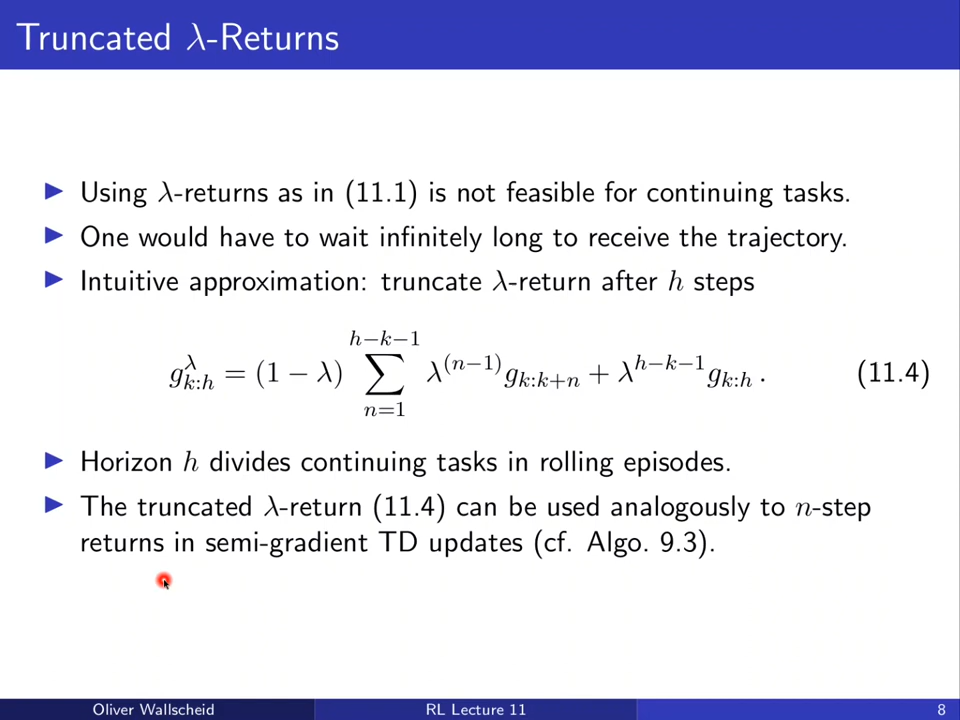 Truncated λ-Returns
▶ Using λ-returns as in (11.1) is not feasible for continuing tasks.
▶ One would have to wait infinitely long to receive the trajectory.
▶ Intuitive approximation: truncate λ-return after h steps
g^λ_{k:h} = (1 − λ) ∑_{n=1}^{h−k−1} λ^{(n−1)} g_{k:k+n} + λ^{h−k−1} g_{k:h} . (11.4)
▶ Horizon h divides continuing tasks in rolling episodes.
▶ The truncated λ-return (11.4) can be used analogously to n-step
returns in semi-gradient TD updates (cf. Algo. 9.3).
Oliver Wallscheid RL Lecture 11 8